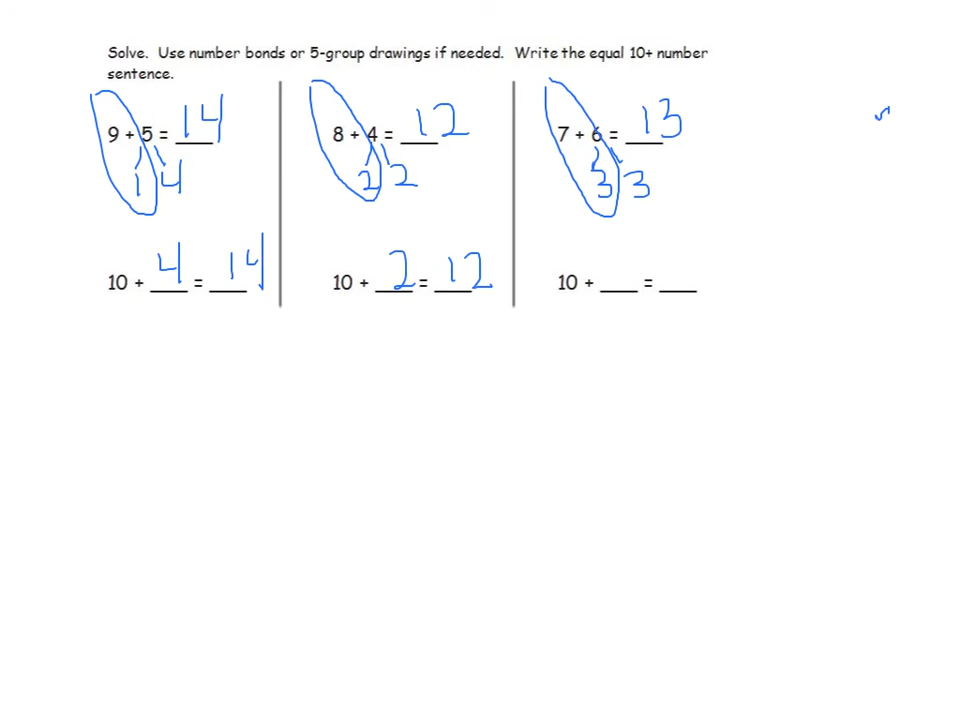 Solve. Use number bonds or 5-group drawings if needed. Write the equal 10+ number
sentence.
9 + 5 = 14 8 + 4 = 12 7 + 6 = 13
1 4 2 2 3 3
10 + 4 = 14 10 + 2 = 12 10 + ___ = ___